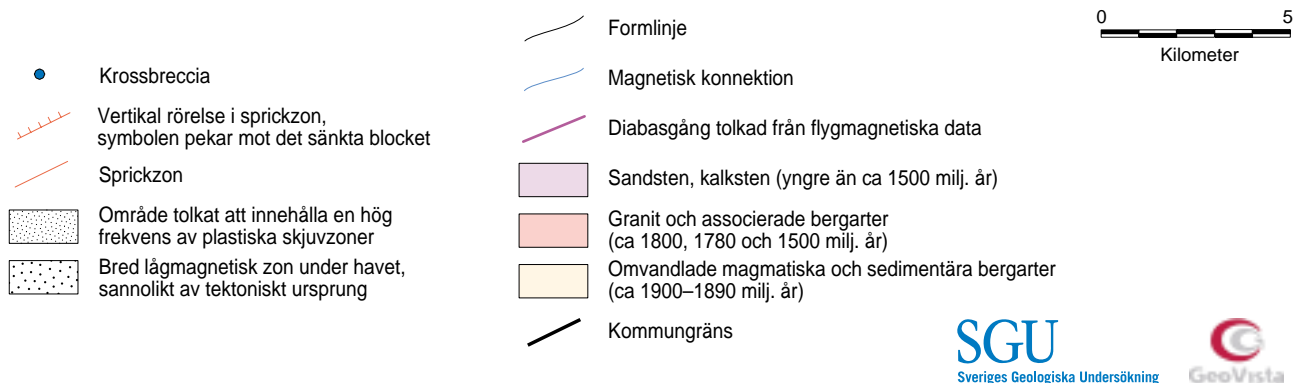 Krossbreccia
Vertikal rörelse i sprickzon,
symbolen pekar mot det sänkta blocket
Sprickzon
Område tolkat att innehålla en hög
frekvens av plastiska skjuvzoner
Bred lågmagnetisk zon under havet,
sannolikt av tektoniskt ursprung
Formlinje
Magnetisk konnektion
Diabasgång tolkad från flygmagnetiska data
Sandsten, kalksten (yngre än ca 1500 milj. år)
Granit och associerade bergarter
(ca 1800, 1780 och 1500 milj. år)
Omvandlade magmatiska och sedimentära bergarter
(ca 1900–1890 milj. år)
Kommungräns
0 5
Kilometer
SGU
Sveriges Geologiska Undersökning
GeoVista